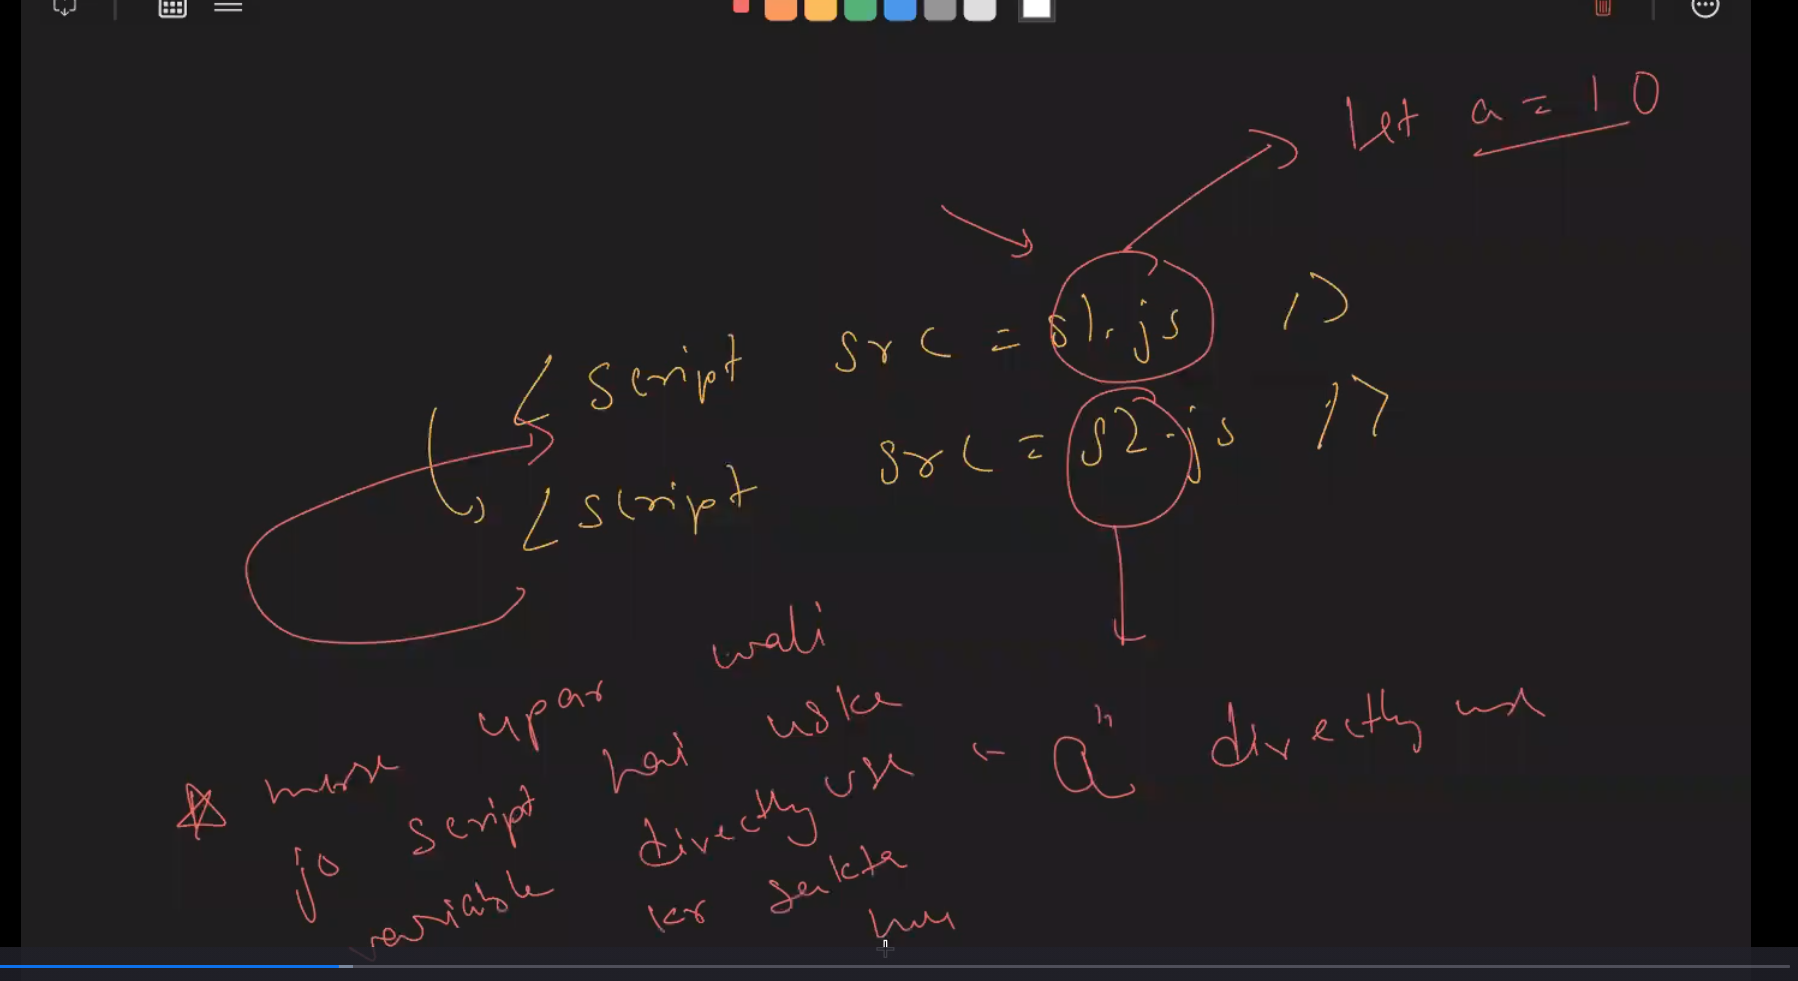 Let a = 10
< script src = s1.js />
< script src = s2.js />
"a" directly use
mere upar wali
jo script hai uske
variable directly use
kr sakta hu